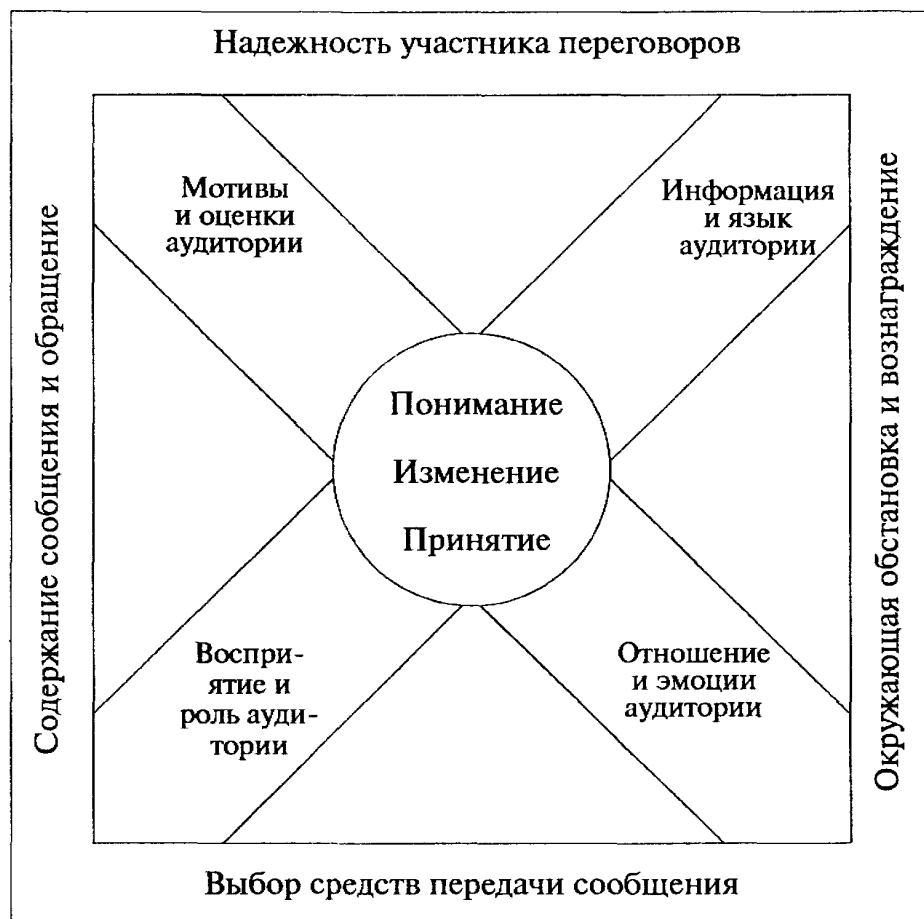 Надежность участника переговоров
Содержание сообщения и обращение
Мотивы
и оценки
аудитории
Информация
и язык
аудитории
Окружающая обстановка и вознаграждение
Понимание
Изменение
Принятие
Воспри
-
ятие и
роль ауди-
тории
Отношение
и эмоции
аудитории
Выбор средств передачи сообщения